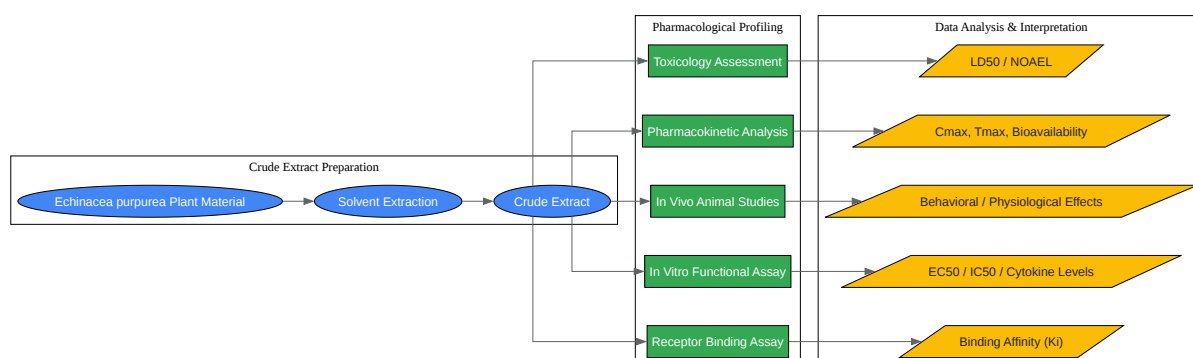 Pharmacological Profiling
Data Analysis & Interpretation
Toxicology Assessment
LD50 / NOAEL
Pharmacokinetic Analysis
Cmax, Tmax, Bioavailability
Crude Extract Preparation
Echinacea purpurea Plant Material
Solvent Extraction
Crude Extract
In Vivo Animal Studies
Behavioral / Physiological Effects
In Vitro Functional Assay
EC50 / IC50 / Cytokine Levels
Receptor Binding Assay
Binding Affinity (Ki)